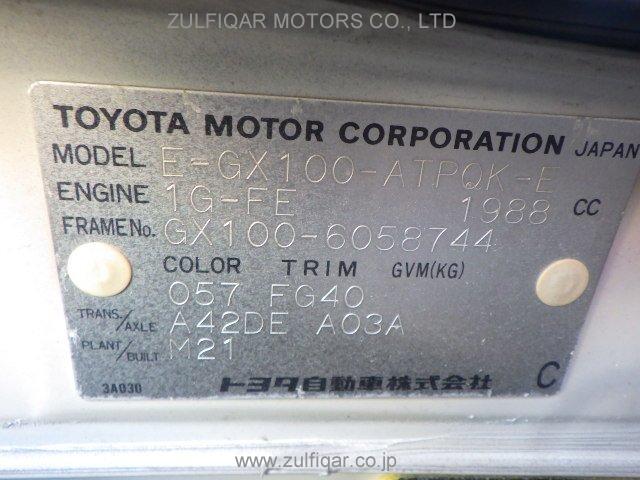 ZULFIQAR MOTORS CO., LTD.
TOYOTA MOTOR CORPORATION JAPAN
MODEL E-GX100-ATPQK-E
ENGINE 1G-FE 1988 CC
FRAME No. GX100-6058744
COLOR TRIM GVM(KG)
057 FG40
TRANS./AXLE A42DE A03A
PLANT/BUILT M21
3A030 トヨタ自動車株式会社 C
www.zulfiqar.co.jp